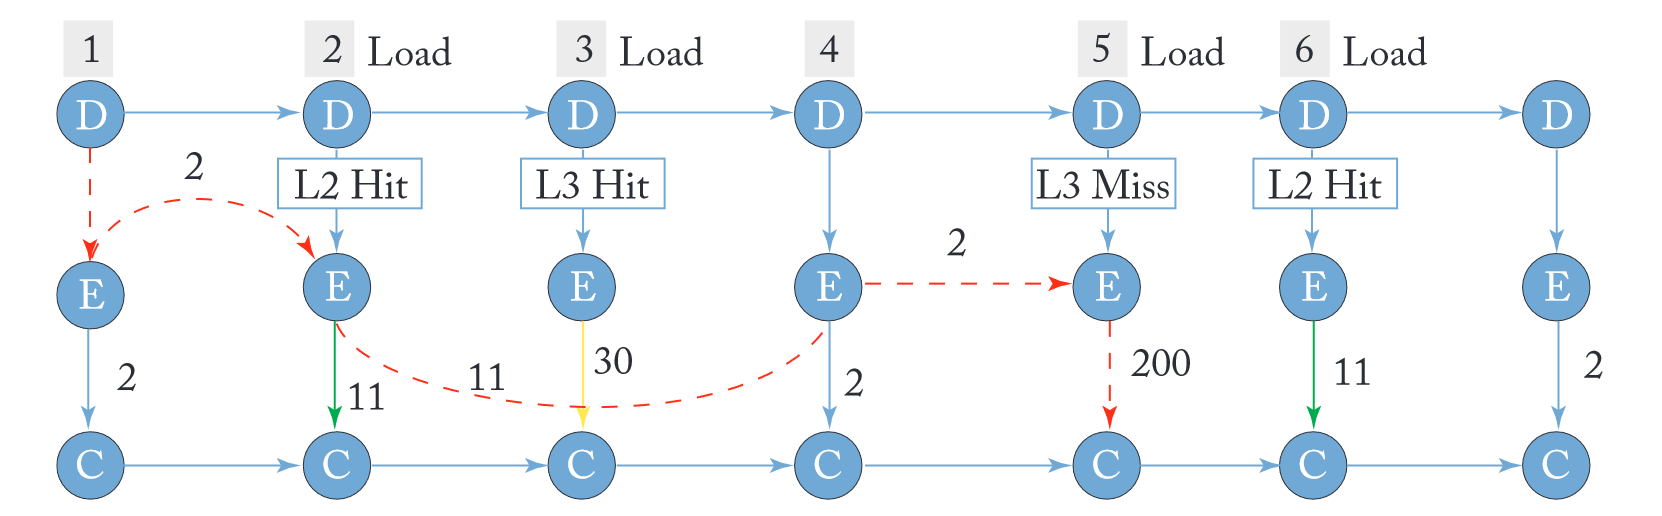 1 2 Load 3 Load 4 5 Load 6 Load
D D D D D D D
2 L2 Hit L3 Hit L3 Miss L2 Hit
2
E E E E E E E
2 11 11 30 2 200 11 2
C C C C C C C